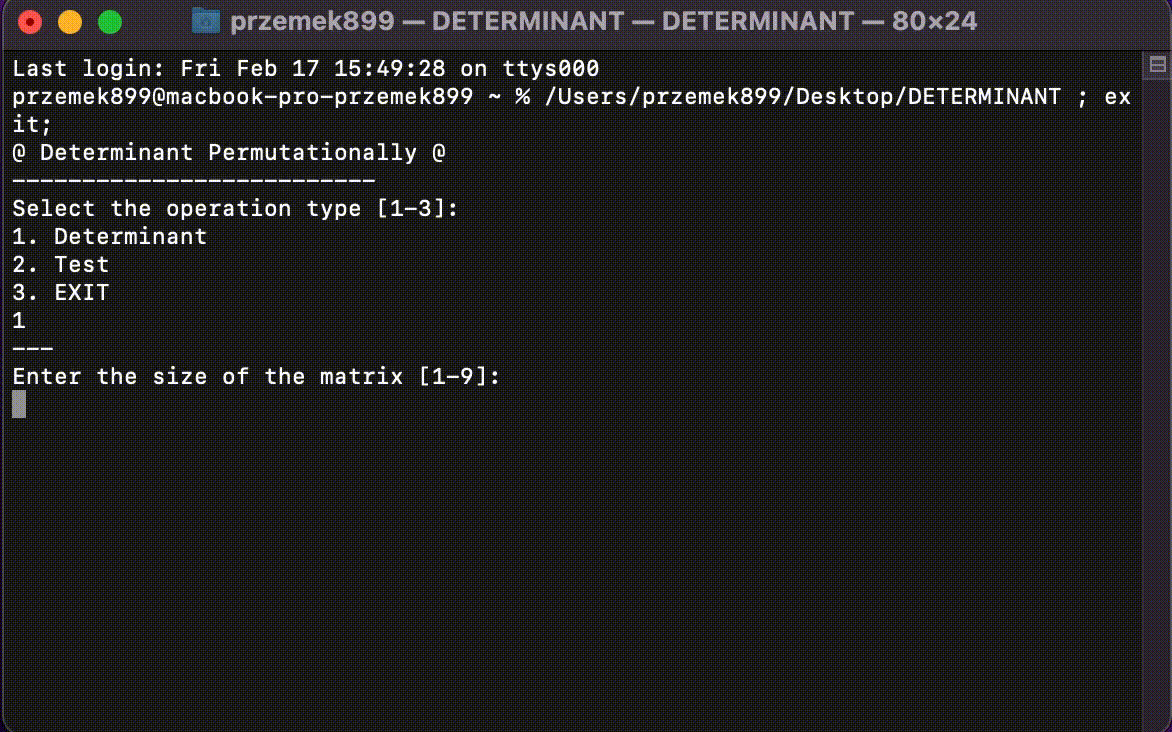 przemek899 — DETERMINANT — DETERMINANT — 80×24
Last login: Fri Feb 17 15:49:28 on ttys000
przemek899@macbook-pro-przemek899 ~ % /Users/przemek899/Desktop/DETERMINANT ; ex
it;
@ Determinant Permutationally @
--------------------------
Select the operation type [1-3]:
1. Determinant
2. Test
3. EXIT
1
---
Enter the size of the matrix [1-9]: